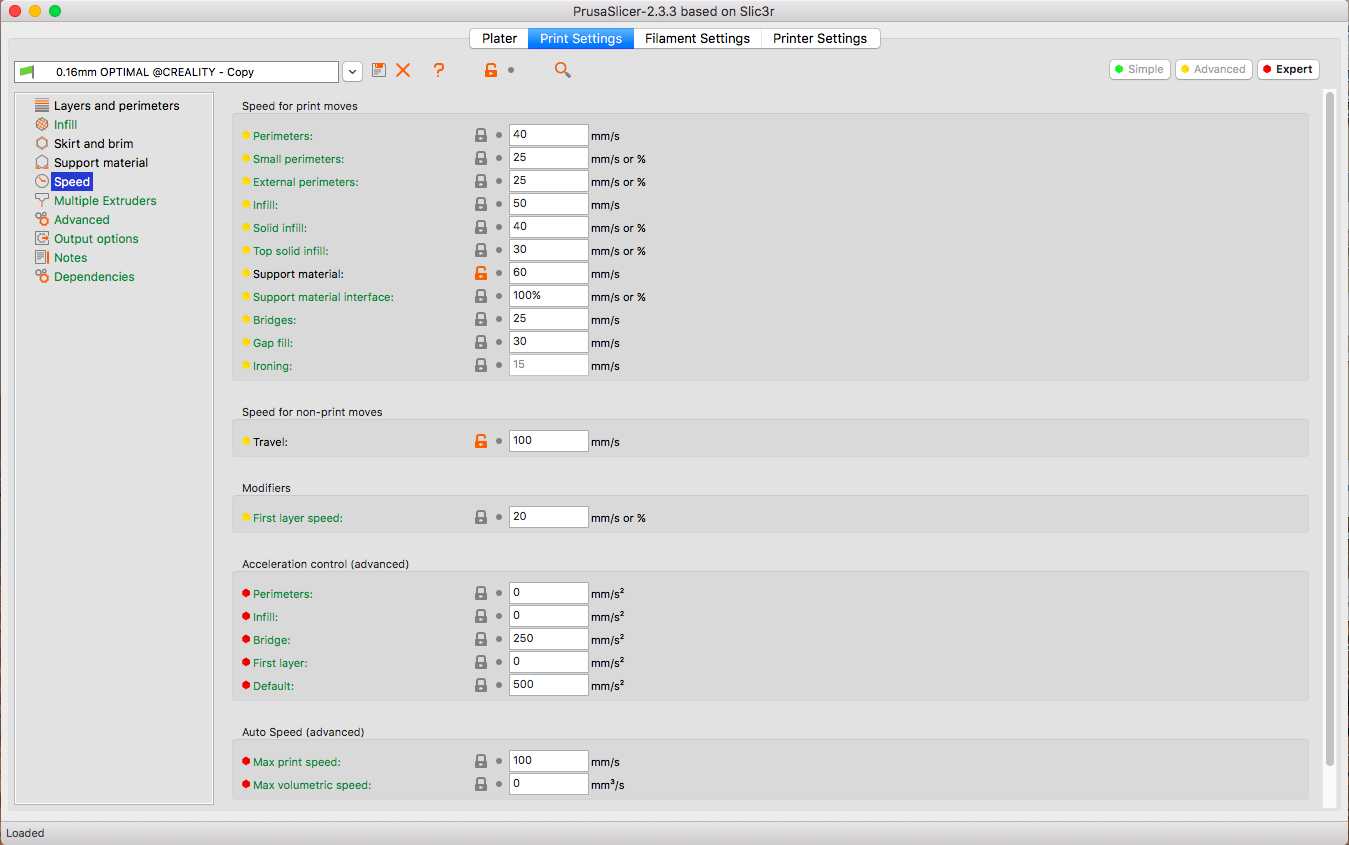 PrusaSlicer-2.3.3 based on Slic3r
Plater Print Settings Filament Settings Printer Settings
0.16mm OPTIMAL @CREALITY - Copy
Simple Advanced Expert
Layers and perimeters
Infill
Skirt and brim
Support material
Speed
Multiple Extruders
Advanced
Output options
Notes
Dependencies
Speed for print moves
Perimeters: 40 mm/s
Small perimeters: 25 mm/s or %
External perimeters: 25 mm/s or %
Infill: 50 mm/s
Solid infill: 40 mm/s or %
Top solid infill: 30 mm/s or %
Support material: 60 mm/s
Support material interface: 100% mm/s or %
Bridges: 25 mm/s
Gap fill: 30 mm/s
Ironing: 15 mm/s
Speed for non-print moves
Travel: 100 mm/s
Modifiers
First layer speed: 20 mm/s or %
Acceleration control (advanced)
Perimeters: 0 mm/s²
Infill: 0 mm/s²
Bridge: 250 mm/s²
First layer: 0 mm/s²
Default: 500 mm/s²
Auto Speed (advanced)
Max print speed: 100 mm/s
Max volumetric speed: 0 mm³/s
Loaded